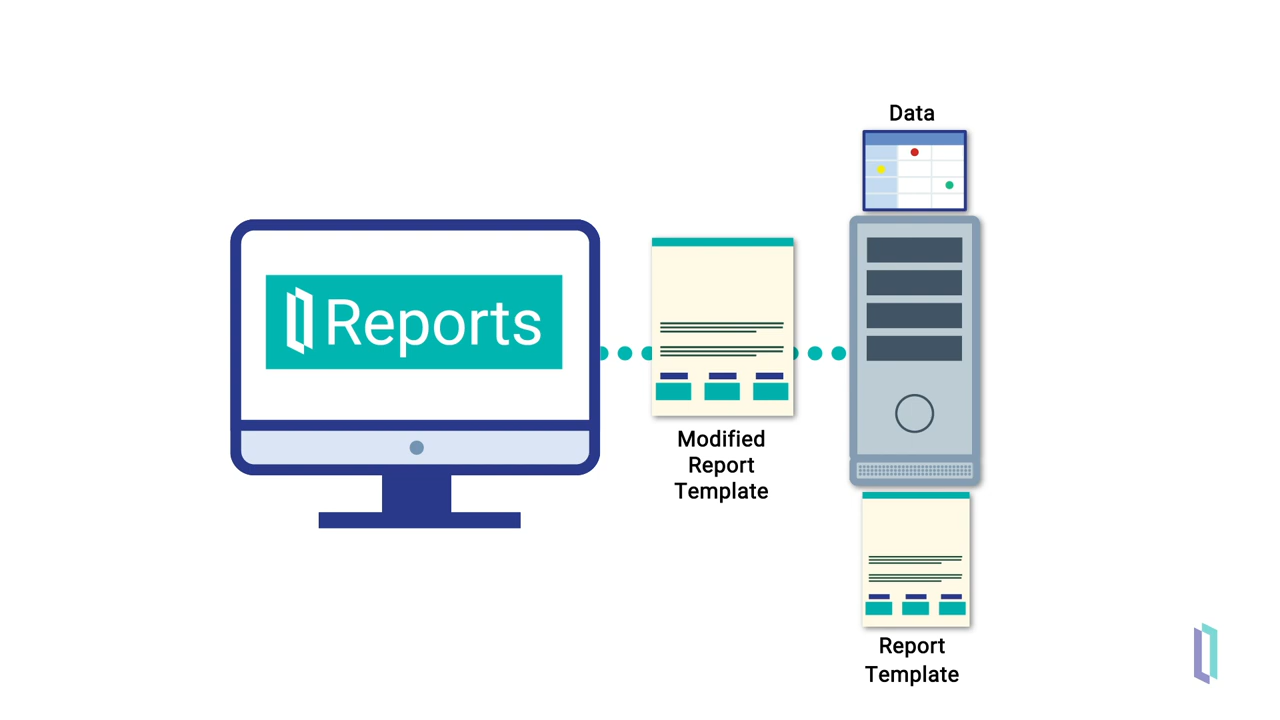 Data
Reports
Modified
Report
Template
Report
Template